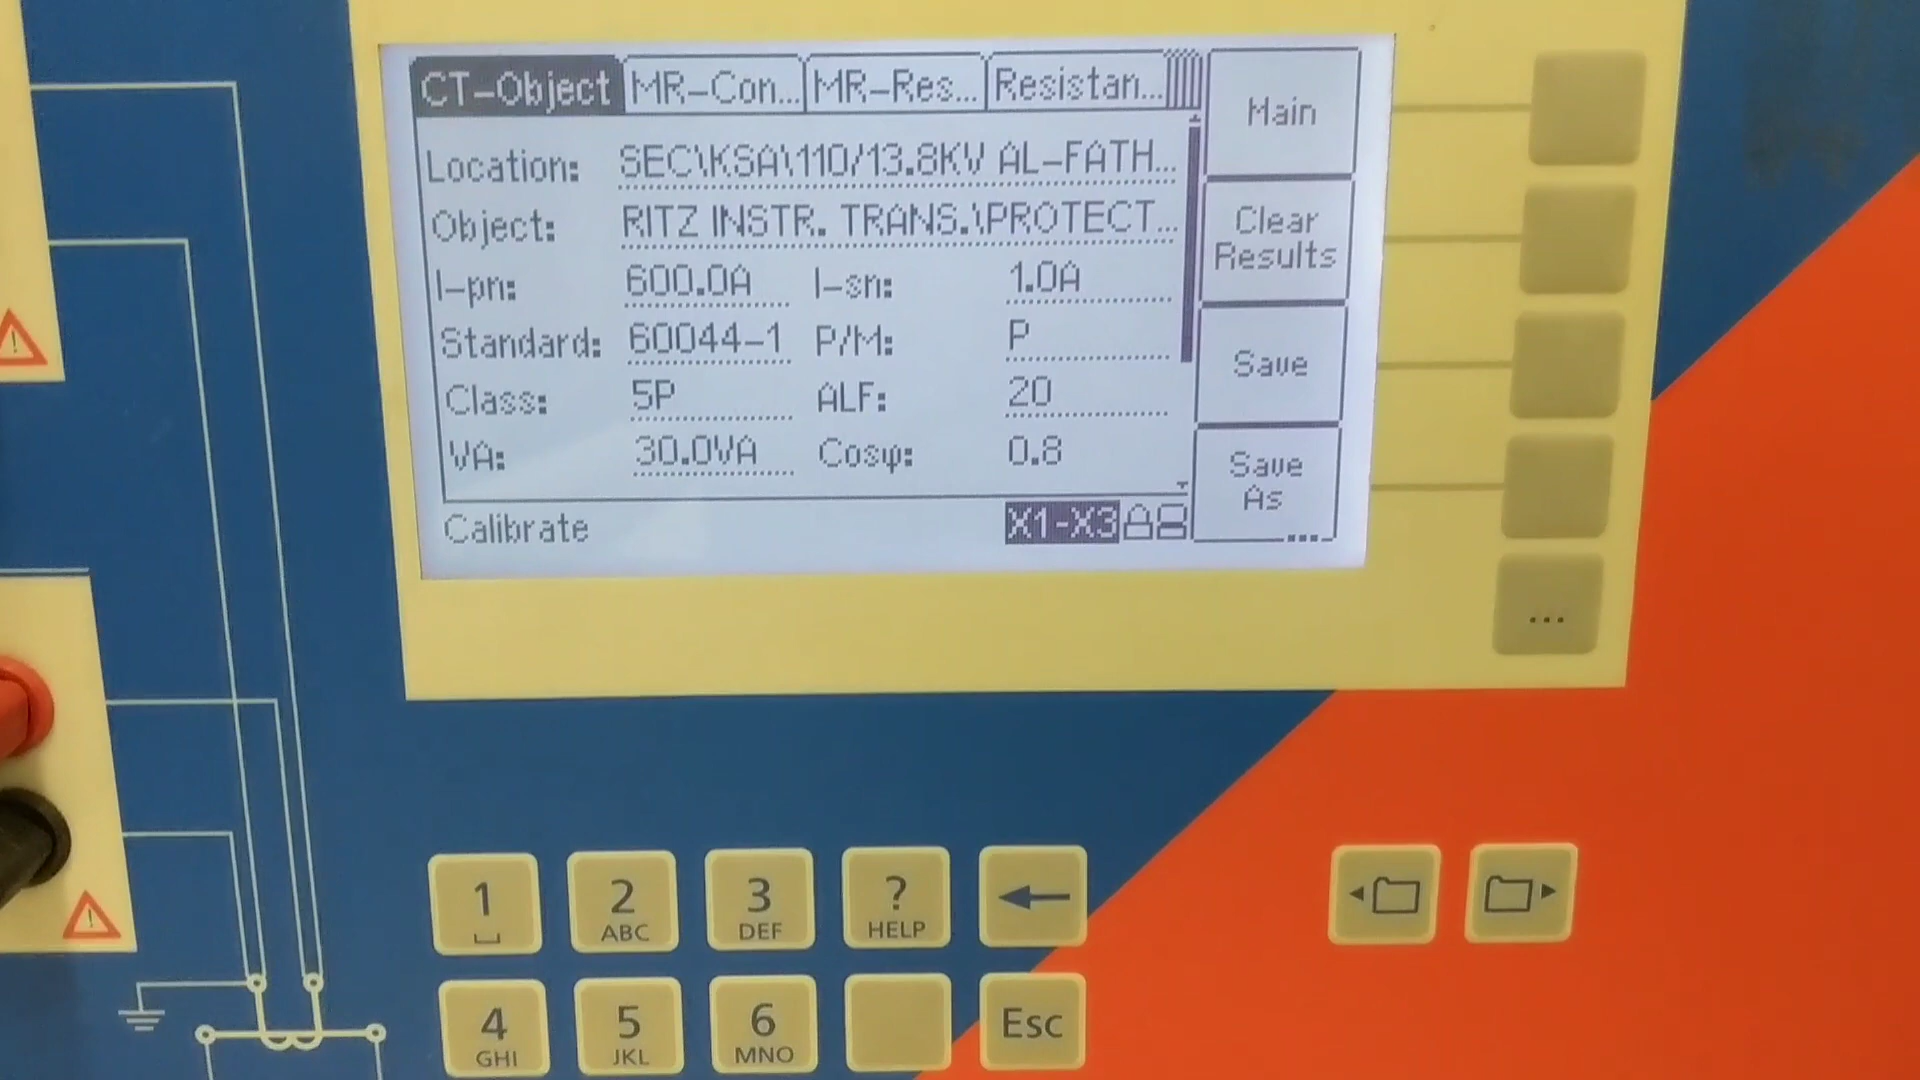 CT-Object MR-Con... MR-Res... Resistan...
Main
Location: SEC\KSA\110/13.8KV AL-FATH...
Object: RITZ INSTR. TRANS.\PROTECT...
Clear
Results
I-pn: 600.0A I-sn: 1.0A
Standard: 60044-1 P/M: P
Save
Class: 5P ALF: 20
VA: 30.0VA Cosφ: 0.8
Save
As
...
Calibrate X1-X3
...
1 2 3 ?
ABC DEF HELP
4 5 6 Esc
GHI JKL MNO